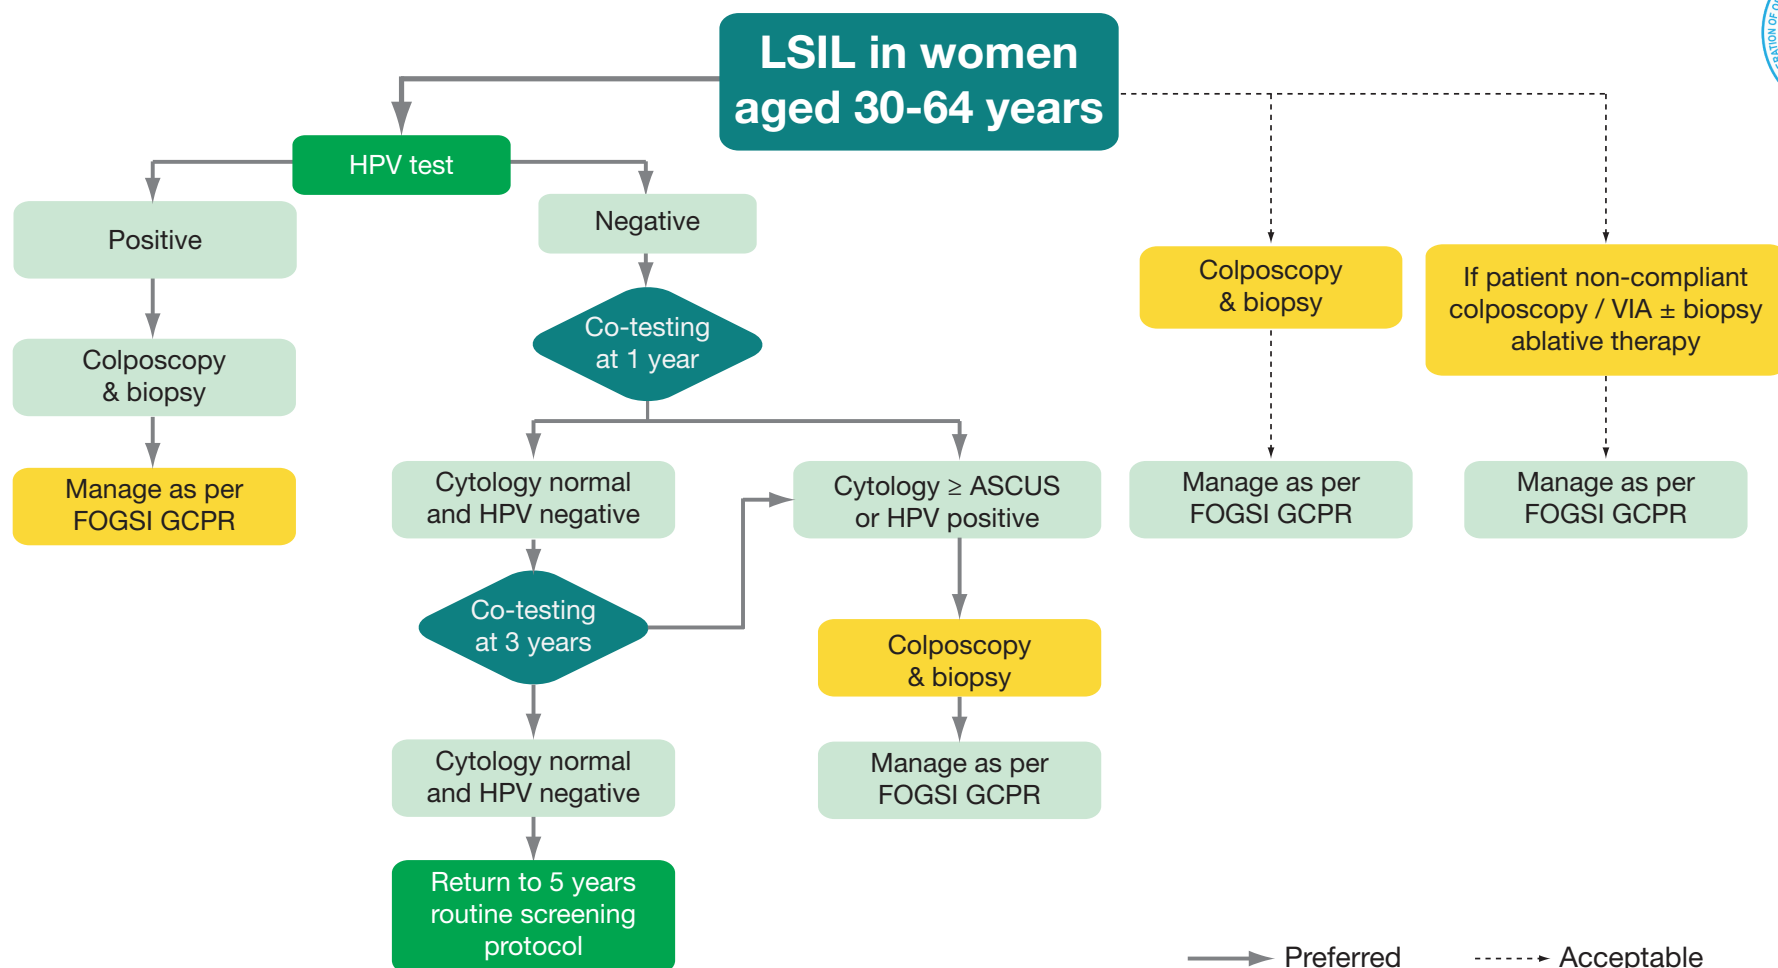 LSIL in women
aged 30-64 years
HPV test
Positive
Negative
Colposcopy
& biopsy
Manage as per
FOGSI GCPR
Co-testing
at 1 year
Cytology normal
and HPV negative
Cytology ≥ ASCUS
or HPV positive
Co-testing
at 3 years
Cytology normal
and HPV negative
Return to 5 years
routine screening
protocol
Colposcopy
& biopsy
Manage as per
FOGSI GCPR
Colposcopy
& biopsy
Manage as per
FOGSI GCPR
If patient non-compliant
colposcopy / VIA ± biopsy
ablative therapy
Manage as per
FOGSI GCPR
Preferred
Acceptable